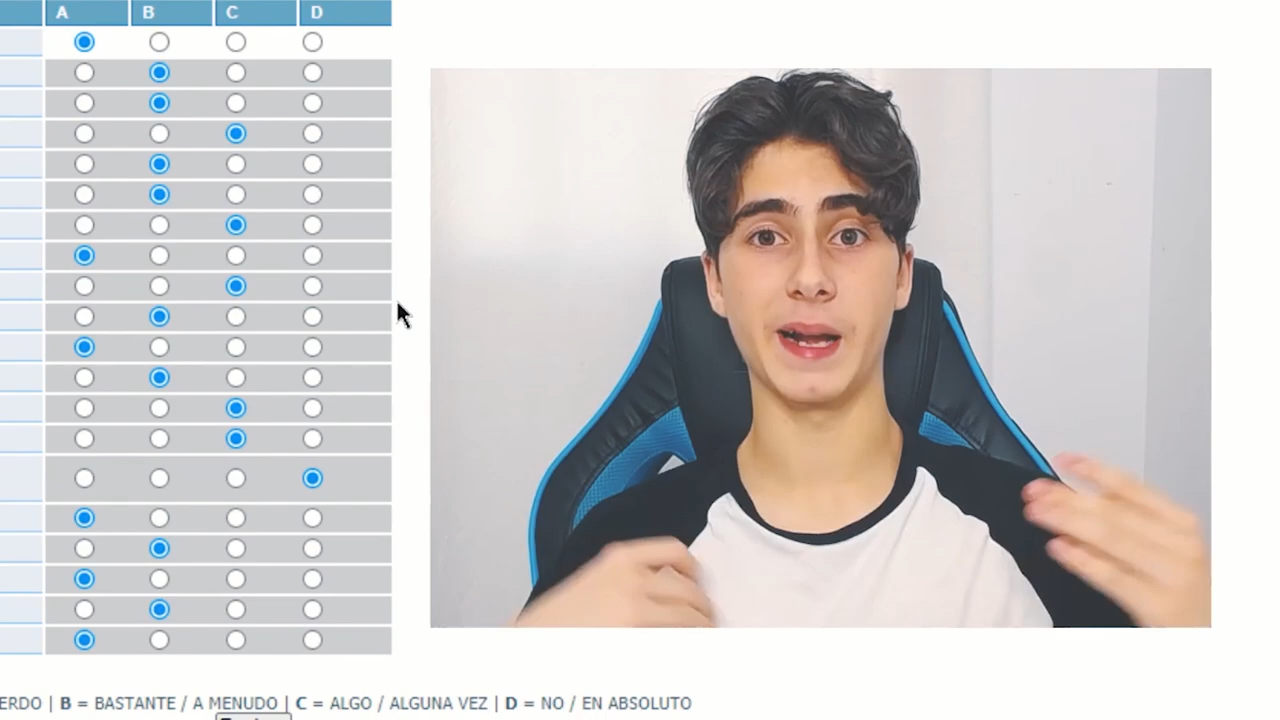 A B C D
ERDO | B = BASTANTE / A MENUDO | C = ALGO / ALGUNA VEZ | D = NO / EN ABSOLUTO